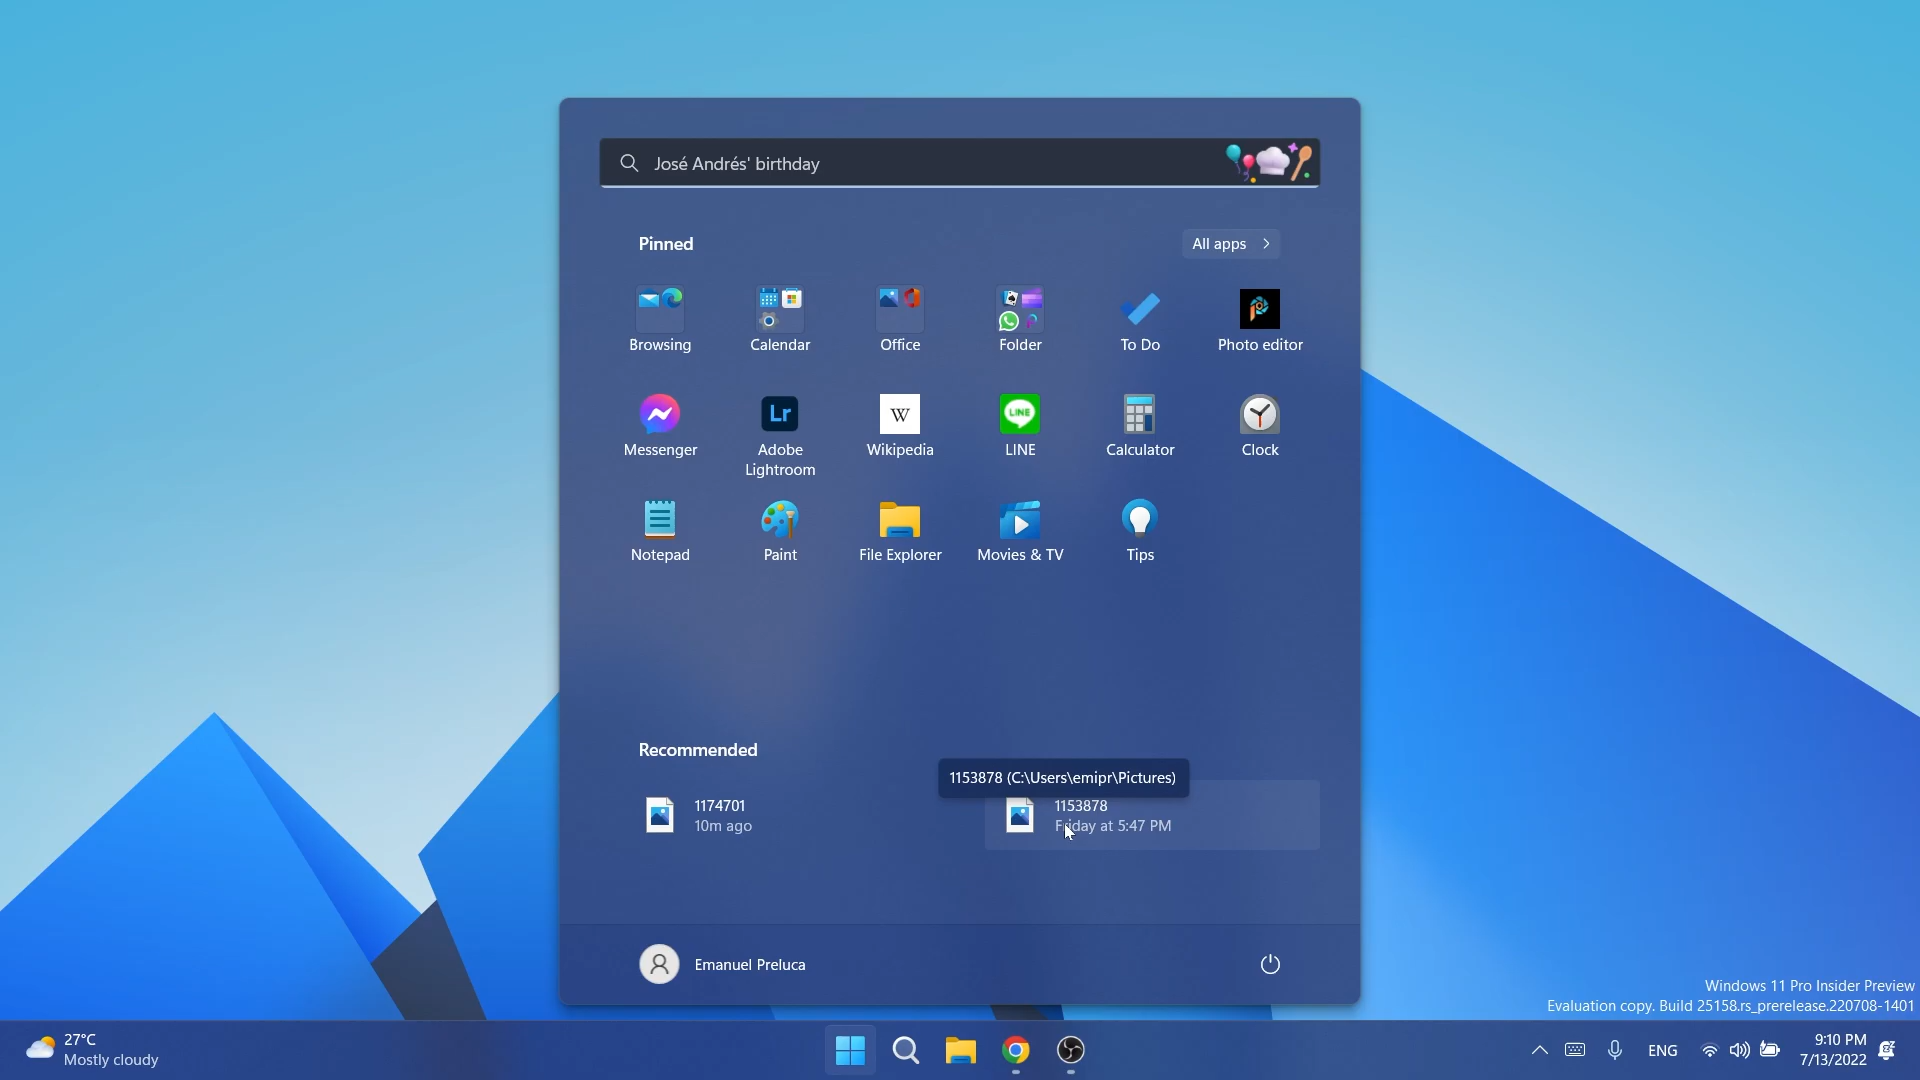 José Andrés' birthday
Pinned
All apps
Browsing
Calendar
Office
Folder
To Do
Photo editor
Lr
W
LINE
Messenger
Adobe
Lightroom
Wikipedia
LINE
Calculator
Clock
Notepad
Paint
File Explorer
Movies & TV
Tips
Recommended
1153878 (C:\Users\emipr\Pictures)
1174701
10m ago
1153878
Friday at 5:47 PM
Emanuel Preluca
Windows 11 Pro Insider Preview
Evaluation copy. Build 25158.rs_prerelease.220708-1401
27°C
Mostly cloudy
ENG
9:10 PM
7/13/2022